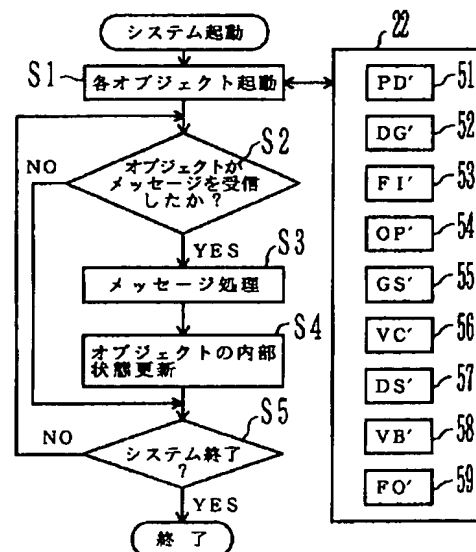 システム起動
S1
各オブジェクト起動
S2
オブジェクトが
メッセージを受信
したか?
NO
YES
S3
メッセージ処理
S4
オブジェクトの内部
状態更新
S5
システム終了
?
NO
YES
終了
22
PD′ 51
DG′ 52
FI′ 53
OP′ 54
GS′ 55
VC′ 56
DS′ 57
VB′ 58
FO′ 59